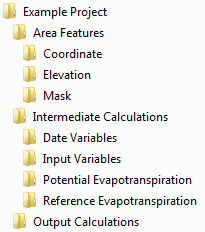 Example Project
Area Features
Coordinate
Elevation
Mask
Intermediate Calculations
Date Variables
Input Variables
Potential Evapotranspiration
Reference Evapotranspiration
Output Calculations